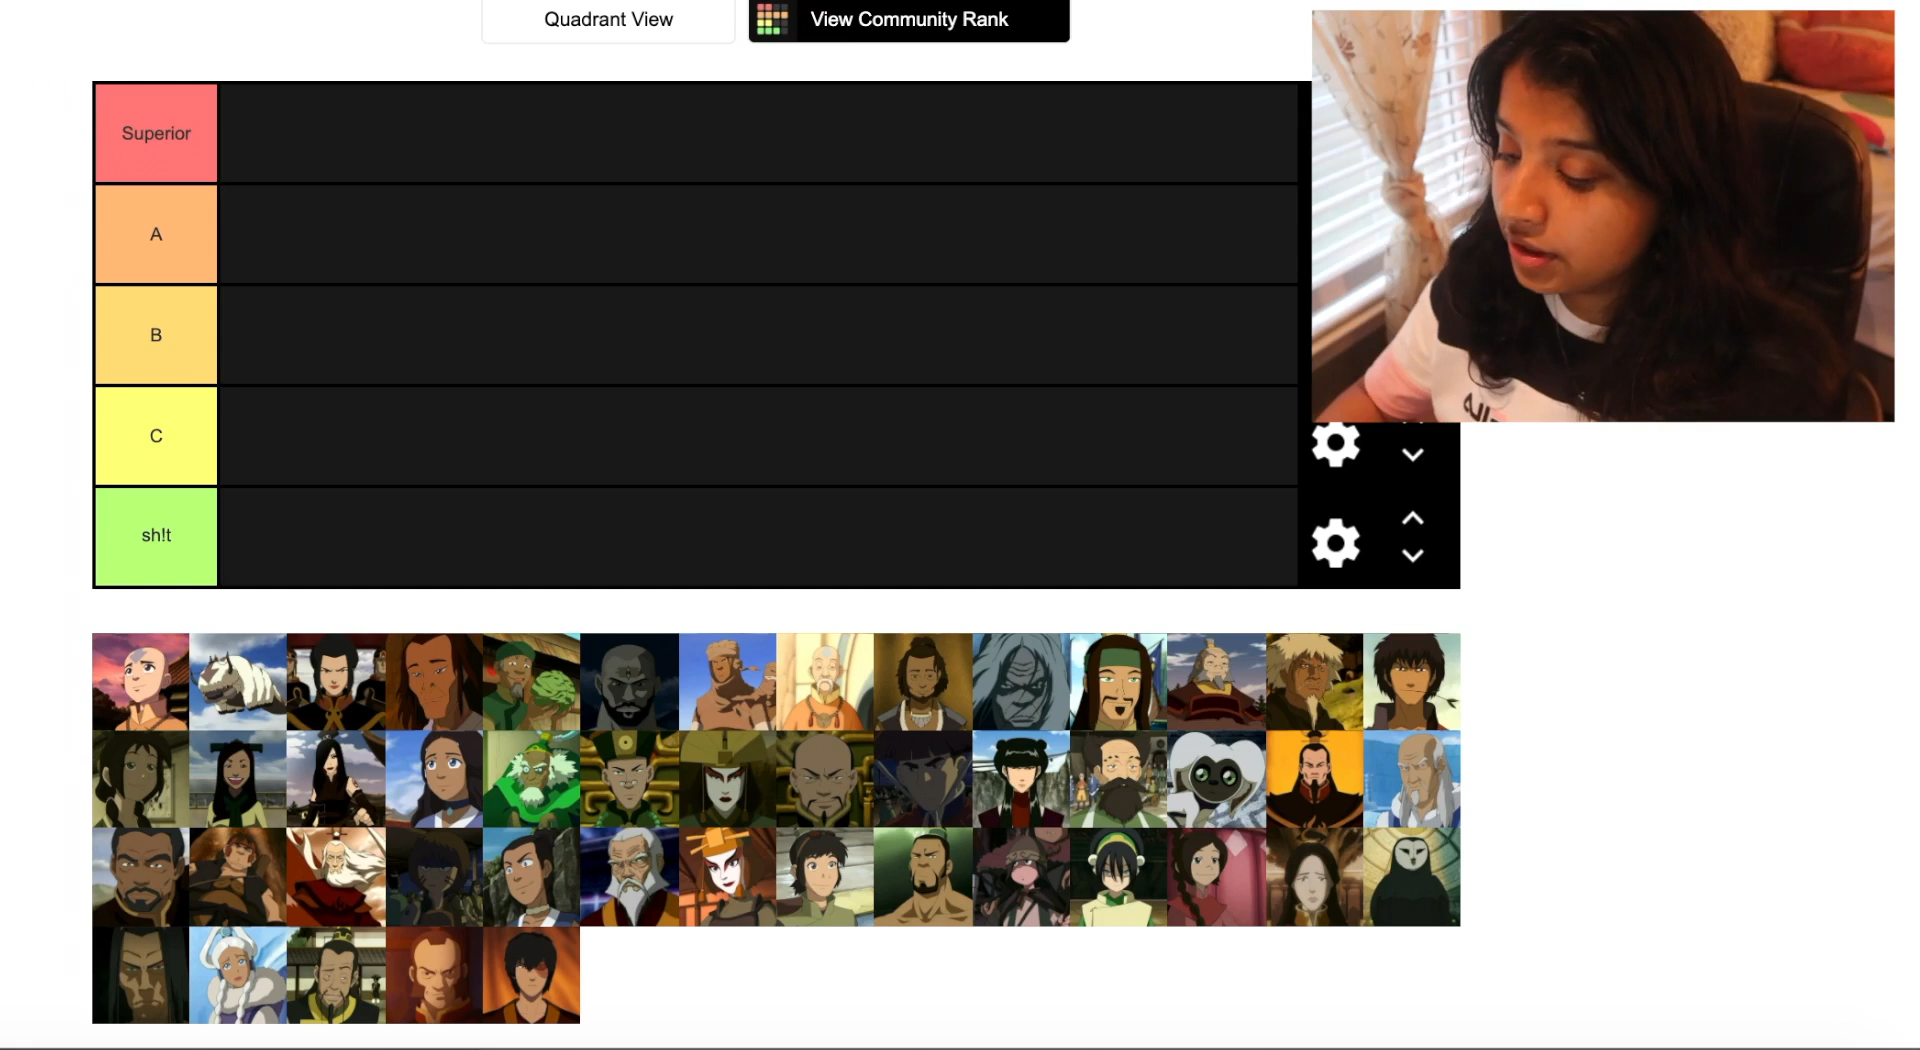 Quadrant View
View Community Rank
Superior
A
B
C
sh!t